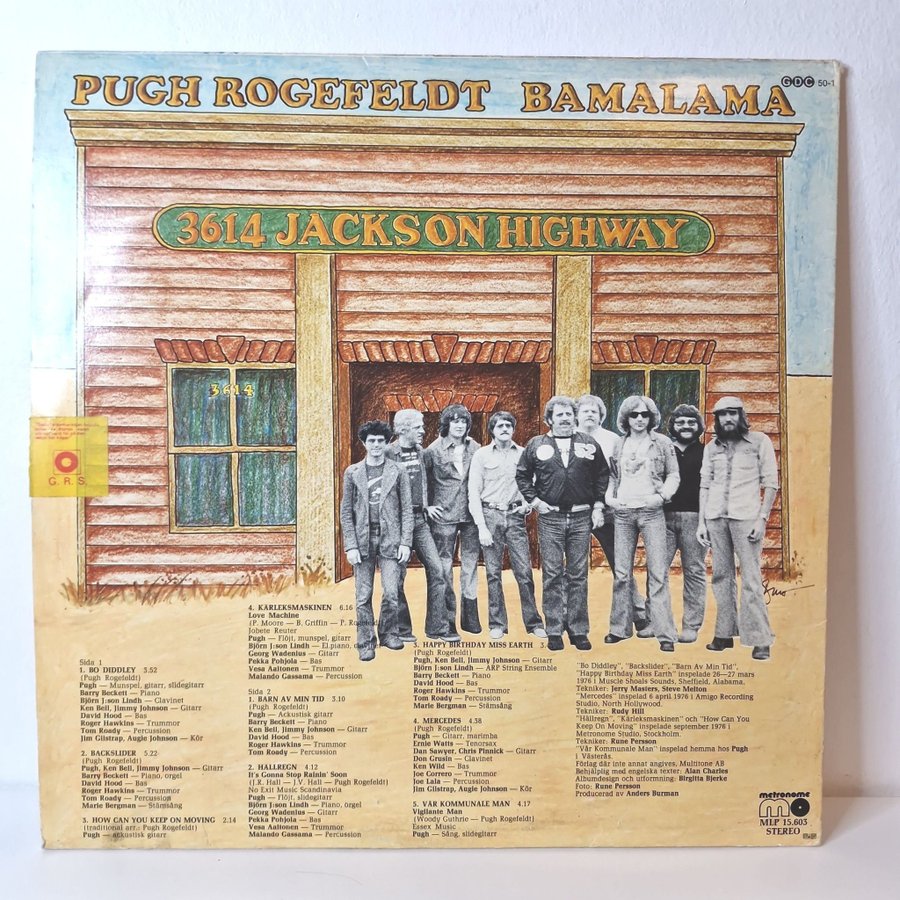 PUGH ROGEFELDT BAMALAMA
GDC 50-1
3614 JACKSON HIGHWAY
3614
G. R. S.
Sida 1
1. BO DIDDLEY 3.52
(Pugh Rogefeldt)
Pugh — Munspel, gitarr, slidegitarr
Barry Beckett — Piano
Björn J:son Lindh — Clavinet
Ken Bell, Jimmy Johnson — Gitarr
David Hood — Bas
Roger Hawkins — Trummor
Tom Roady — Percussion
Jim Gilstrap, Augie Johnson — Kör
2. BACKSLIDER 5.22
(Pugh Rogefeldt)
Pugh, Ken Bell, Jimmy Johnson — Gitarr
Barry Beckett — Piano, orgel
David Hood — Bas
Roger Hawkins — Trummor
Tom Roady — Percussion
Marie Bergman — Stämsång
3. HOW CAN YOU KEEP ON MOVING 2.14
(traditional arr.: Pugh Rogefeldt)
Pugh — ackustisk gitarr
4. KÄRLEKSMASKINEN 6.16
Love Machine
(P. Moore — B. Griffin — P. Rogefeldt)
Jobete Reuter
Pugh — Flöjt, munspel, gitarr
Björn J:son Lindh — El.piano,
Georg Wadenius — Gitarr
Pekka Pohjola — Bas
Vesa Aaltonen — Trummor
Malando Gassama — Percussion
Sida 2
1. BARN AV MIN TID 3.10
(Pugh Rogefeldt)
Pugh — Ackustisk gitarr
Barry Beckett — Piano
Ken Bell, Jimmy Johnson — Gitarr
David Hood — Bas
Roger Hawkins — Trummor
Tom Roady — Percussion
2. HÄLLREGN 4.12
It's Gonna Stop Rainin' Soon
(J.R. Hall — J.V. Hall — Pugh Rogefeldt)
No Exit Music Scandinavia
Pugh — Flöjt, slidegitarr
Björn J:son Lindh — Piano, orgel
Georg Wadenius — Gitarr
Pekka Pohjola — Bas
Vesa Aaltonen — Trummor
Malando Gassama — Percussion
3. HAPPY BIRTHDAY MISS EARTH 3.
(Pugh Rogefeldt)
Pugh, Ken Bell, Jimmy Johnson — Gitarr
Björn J:son Lindh — ARP String Ensemble
Barry Beckett — Piano
David Hood — Bas
Roger Hawkins — Trummor
Tom Roady — Percussion
Marie Bergman — Stämsång
4. MERCEDES 4.38
(Pugh Rogefeldt)
Pugh — Gitarr, marimba
Ernie Watts — Tenorsax
Dan Sawyer, Chris Pinnick — Gitarr
Don Grusin — Clavinet
Ken Wild — Bas
Joe Correro — Trummor
Joe Lala — Percussion
Jim Gilstrap, Augie Johnson — Kör
5. VÅR KOMMUNALE MAN 4.17
Vigilante Man
(Woody Guthrie — Pugh Rogefeldt)
Essex Music
Pugh — Sång, slidegitarr
"Bo Diddley", "Backslider", "Barn Av Min Tid",
"Happy Birthday Miss Earth" inspelade 26—27 mars
1976 i Muscle Shoals Sounds, Sheffield, Alabama.
Tekniker: Jerry Masters, Steve Melton
"Mercedes" inspelad 6 april 1976 i Amigo Recording
Studio, North Hollywood.
Tekniker: Rudy Hill
"Hällregn", "Kärleksmaskinen" och "How Can You
Keep On Moving" inspelade september 1976 i
Metronome Studio, Stockholm.
Tekniker: Rune Persson
"Vår Kommunale Man" inspelad hemma hos Pugh
i Västerås.
Förlag där inte annat angives, Multitone AB
Behjälplig med engelska texter: Alan Charles
Albumdesign och utformning: Birgitta Bjerke
Foto: Rune Persson
Producerad av Anders Burman
metronome
MLP 15.603
STEREO